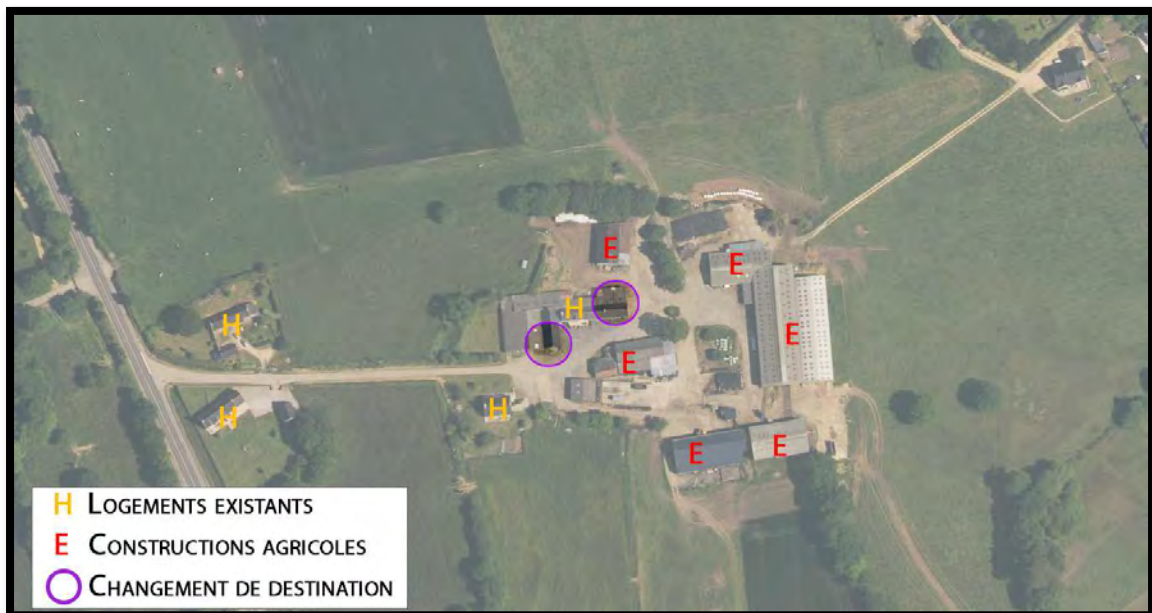 E
E
H
H
E
E
H
H
E
E
H LOGEMENTS EXISTANTS
E CONSTRUCTIONS AGRICOLES
CHANGEMENT DE DESTINATION